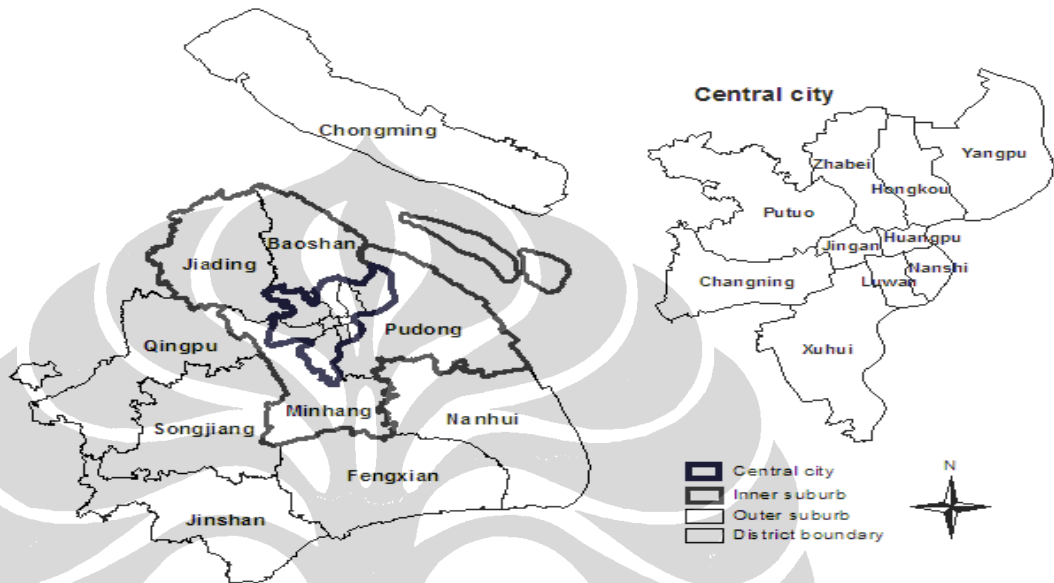 Central city
Chongming
Yangpu
Zhabei
Hongkou
Putuo
Baoshan
Jiading
Jingan
Huangpu
Nanshi
Changning
Luwan
Pudong
Qingpu
Xuhui
Minhang
Nanhui
Songjiang
Fengxian
Jinshan
Central city
Inner suburb
Outer suburb
District boundary
N